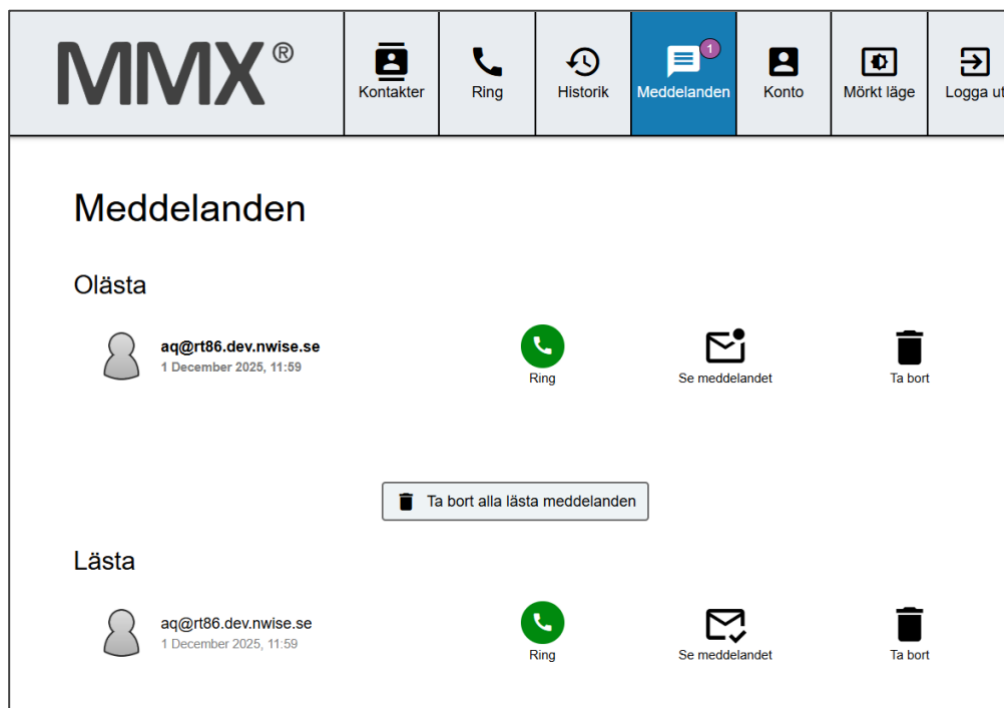 MMX®
Kontakter
Ring
Historik
Meddelanden
1
Konto
Mörkt läge
Logga ut
Meddelanden
Olästa
aq@rt86.dev.nwise.se
1 December 2025, 11:59
Ring
Se meddelandet
Ta bort
Ta bort alla lästa meddelanden
Lästa
aq@rt86.dev.nwise.se
1 December 2025, 11:59
Ring
Se meddelandet
Ta bort